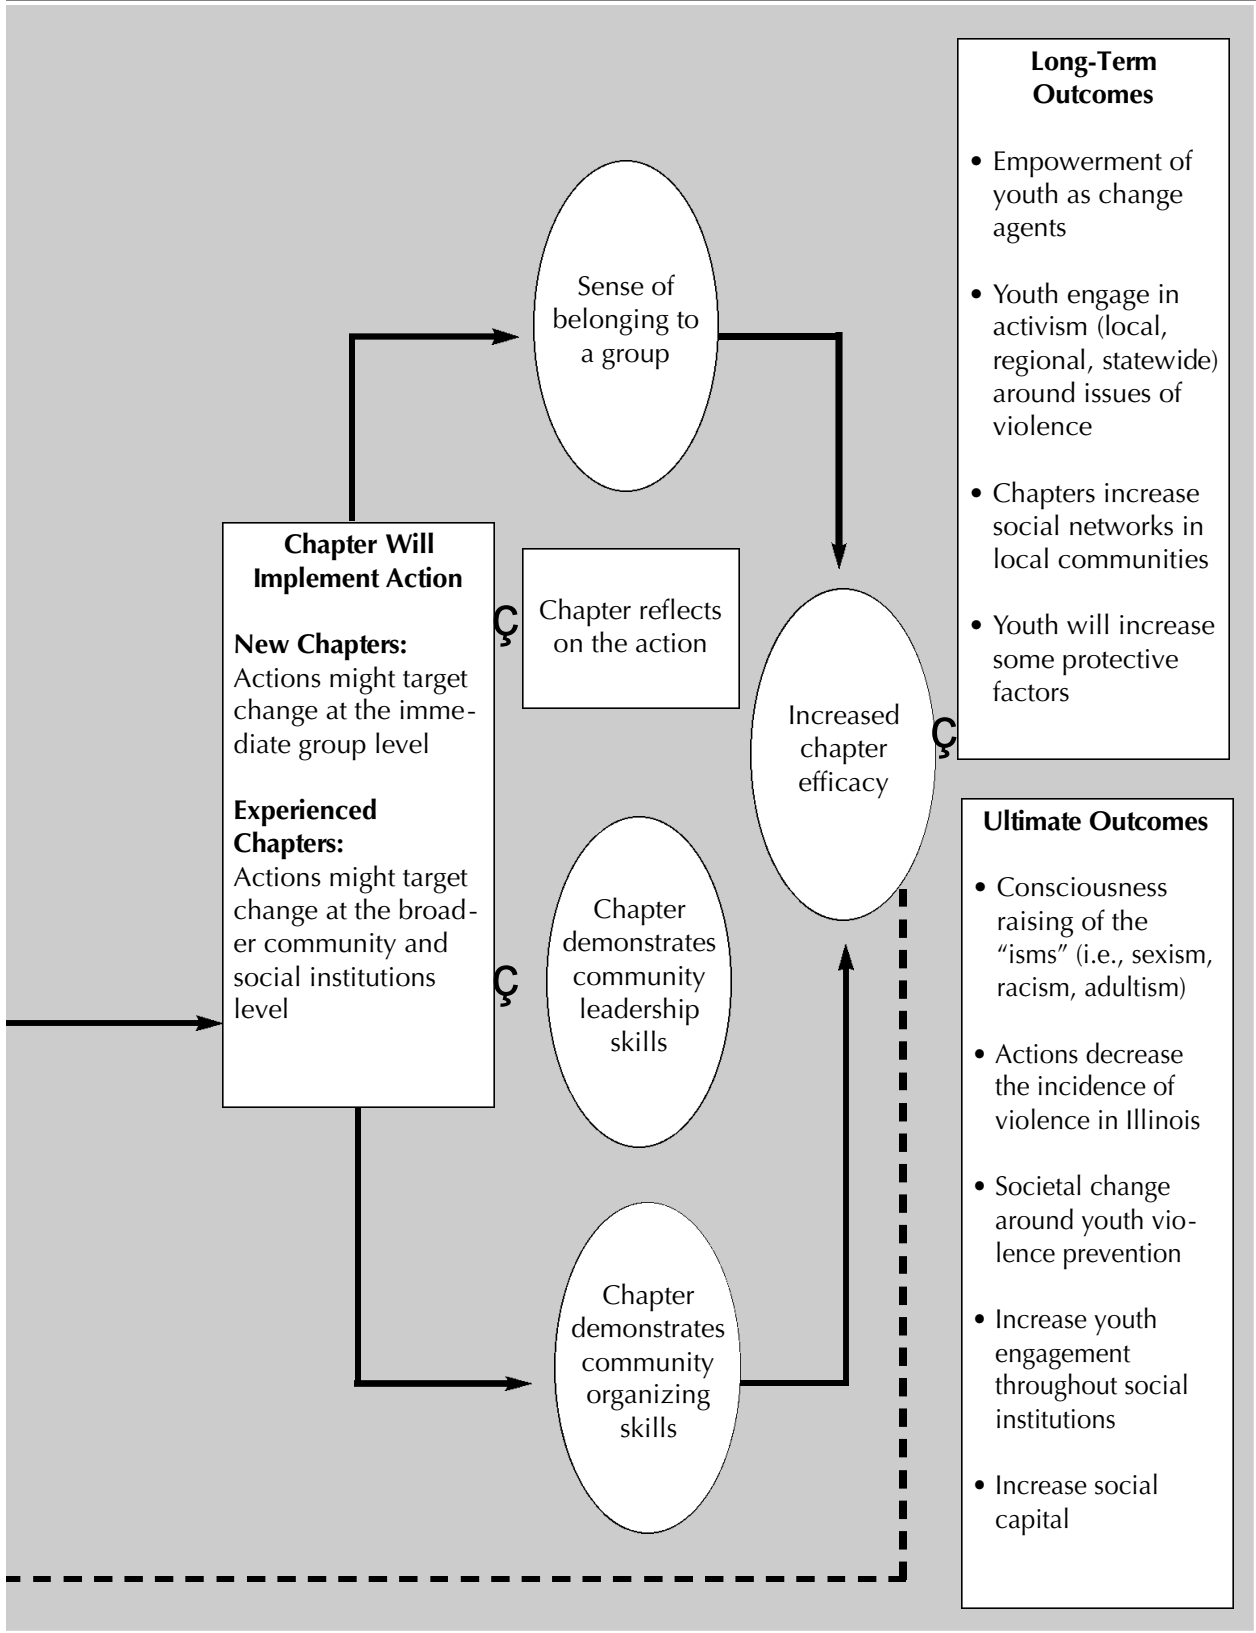 Long-Term
Outcomes
• Empowerment of
youth as change
agents
• Youth engage in
activism (local,
regional, statewide)
around issues of
violence
• Chapters increase
social networks in
local communities
• Youth will increase
some protective
factors
Sense of
belonging to
a group
Chapter Will
Implement Action
New Chapters:
Actions might target
change at the imme-
diate group level
Experienced
Chapters:
Actions might target
change at the broad-
er community and
social institutions
level
Ç
Chapter reflects
on the action
Ç
Chapter
demonstrates
community
leadership
skills
Increased
chapter
efficacy
Ç
Chapter
demonstrates
community
organizing
skills
Ultimate Outcomes
• Consciousness
raising of the
“isms” (i.e., sexism,
racism, adultism)
• Actions decrease
the incidence of
violence in Illinois
• Societal change
around youth vio-
lence prevention
• Increase youth
engagement
throughout social
institutions
• Increase social
capital